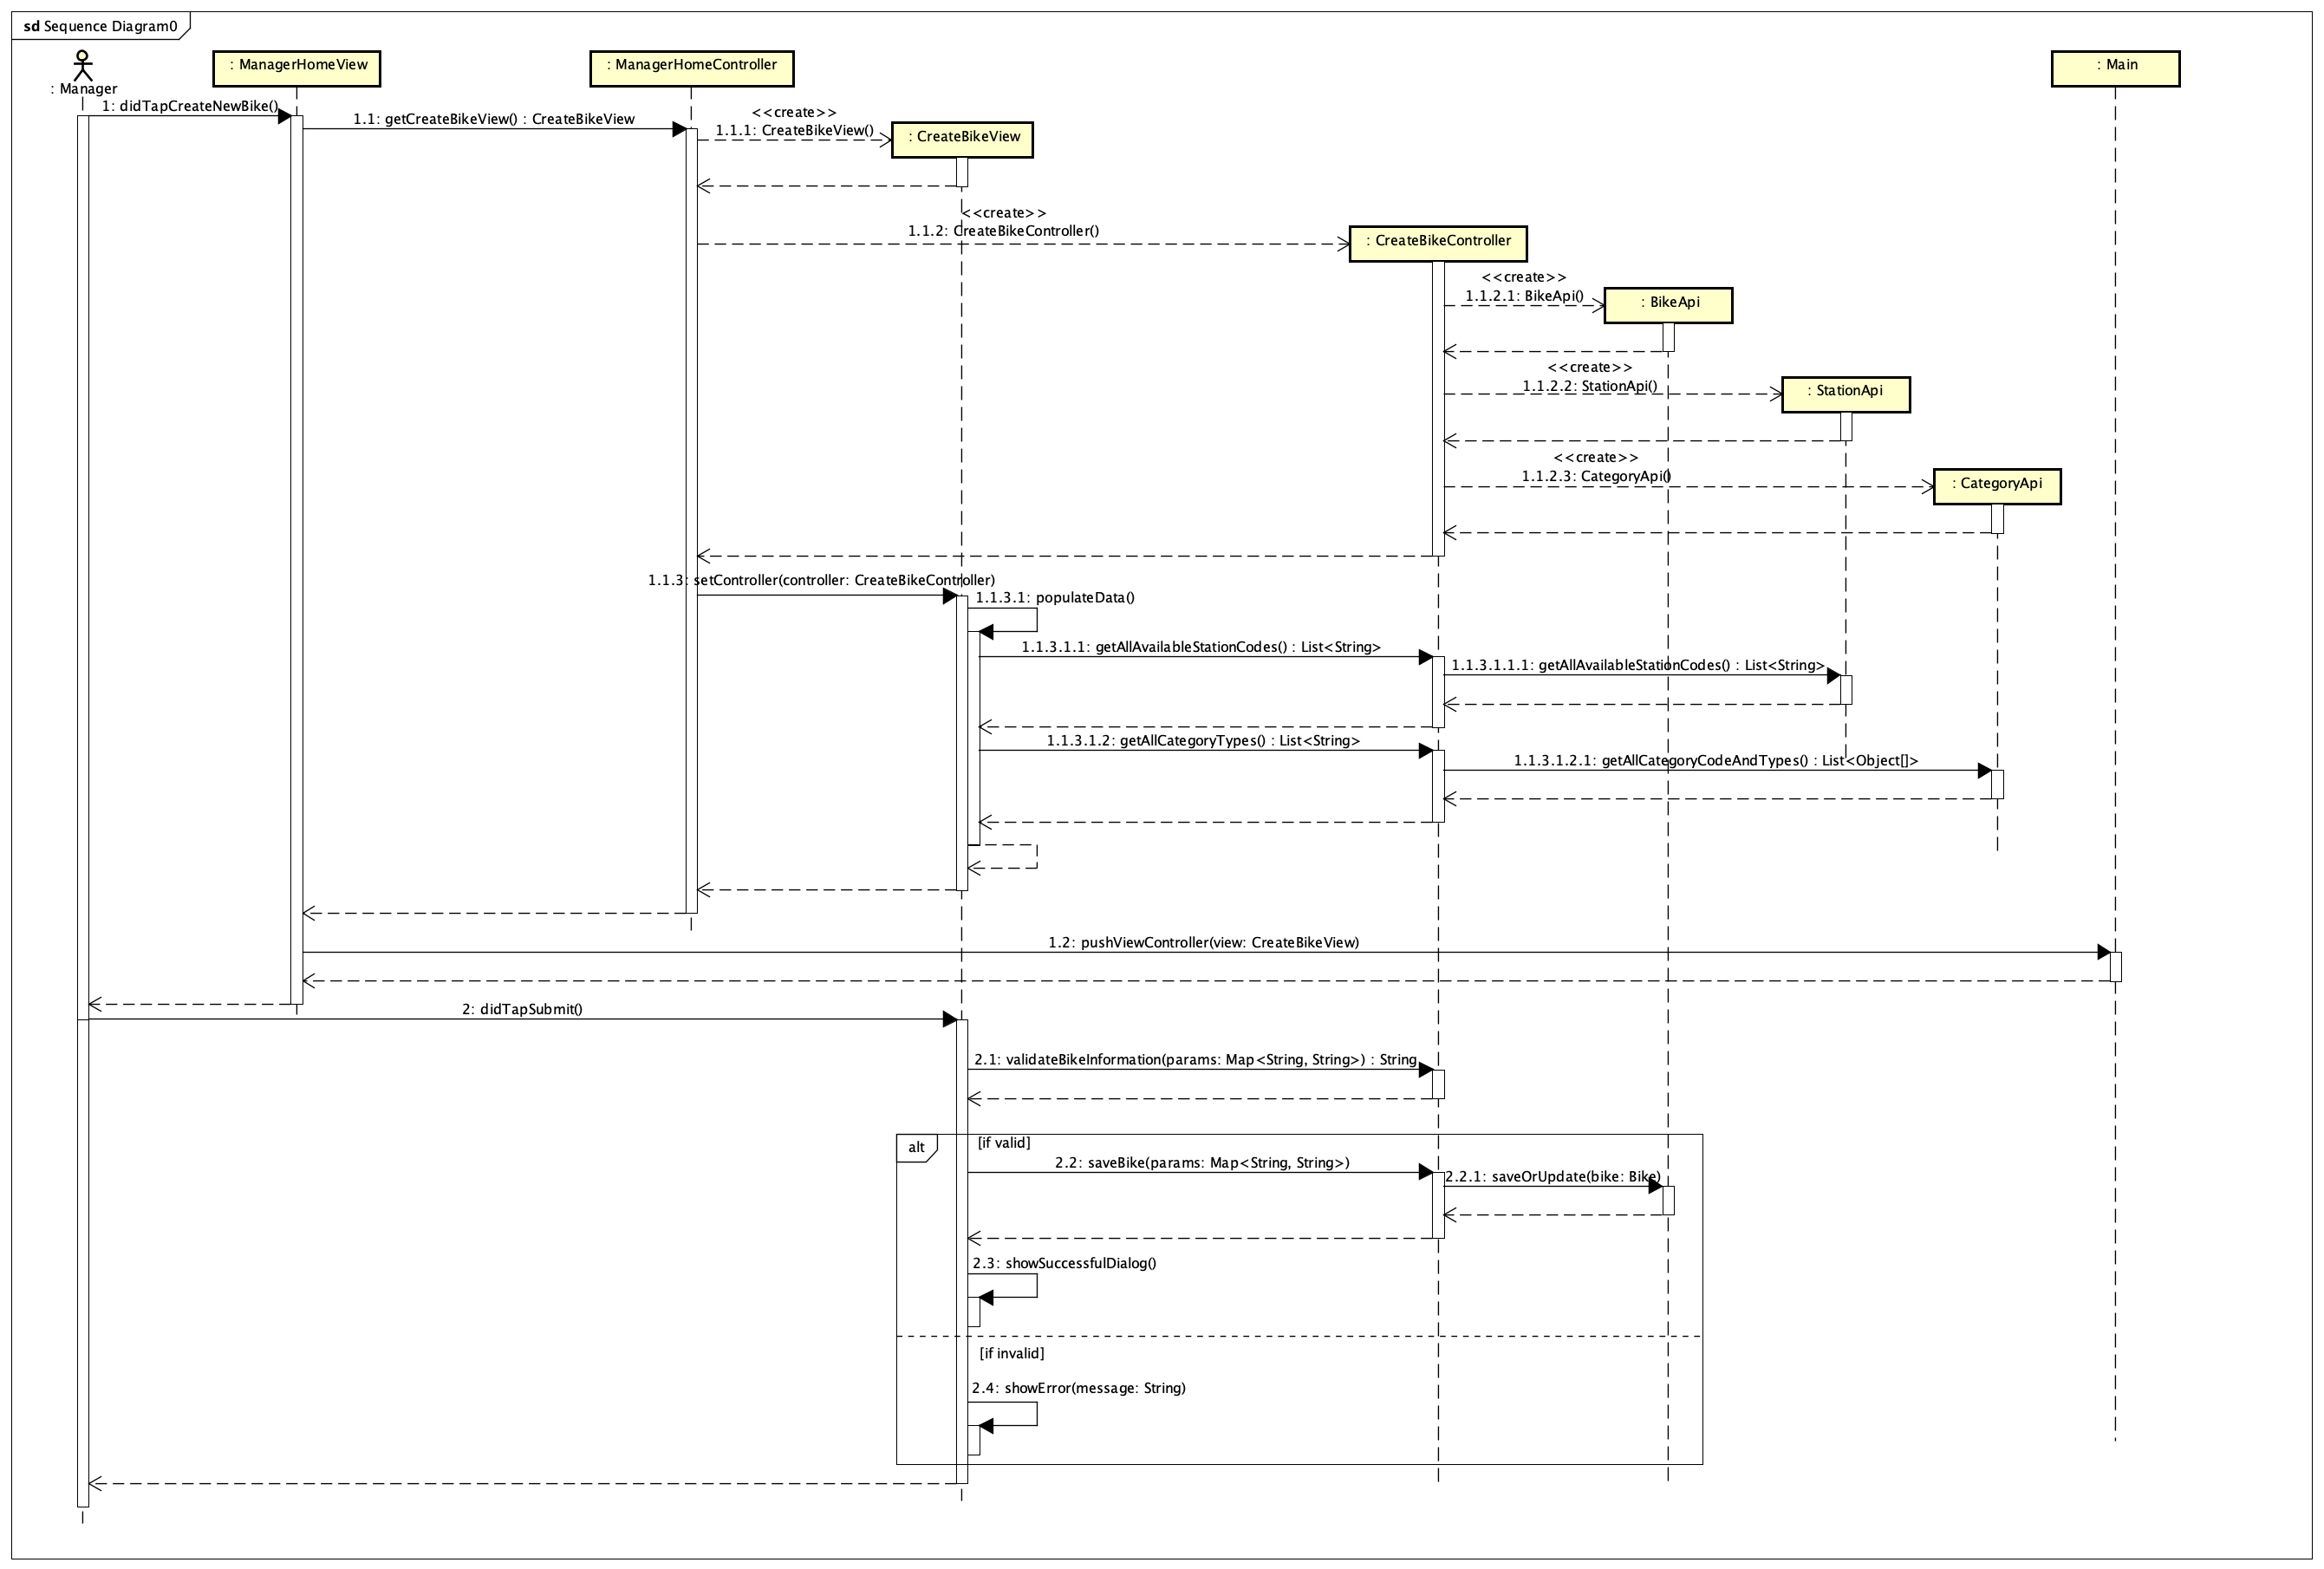 sd Sequence Diagram0
: Manager
: ManagerHomeView
: ManagerHomeController
: Main
1: didTapCreateNewBike()
1.1: getCreateBikeView() : CreateBikeView
<<create>>
1.1.1: CreateBikeView()
: CreateBikeView
<<create>>
1.1.2: CreateBikeController()
: CreateBikeController
<<create>>
1.1.2.1: BikeApi()
: BikeApi
<<create>>
1.1.2.2: StationApi()
: StationApi
<<create>>
1.1.2.3: CategoryApi()
: CategoryApi
1.1.3: setController(controller: CreateBikeController)
1.1.3.1: populateData()
1.1.3.1.1: getAllAvailableStationCodes() : List<String>
1.1.3.1.1.1: getAllAvailableStationCodes() : List<String>
1.1.3.1.2: getAllCategoryTypes() : List<String>
1.1.3.1.2.1: getAllCategoryCodeAndTypes() : List<Object[]>
1.2: pushViewController(view: CreateBikeView)
2: didTapSubmit()
2.1: validateBikeInformation(params: Map<String, String>) : String
alt
[if valid]
2.2: saveBike(params: Map<String, String>)
2.2.1: saveOrUpdate(bike: Bike)
2.3: showSuccessfulDialog()
[if invalid]
2.4: showError(message: String)